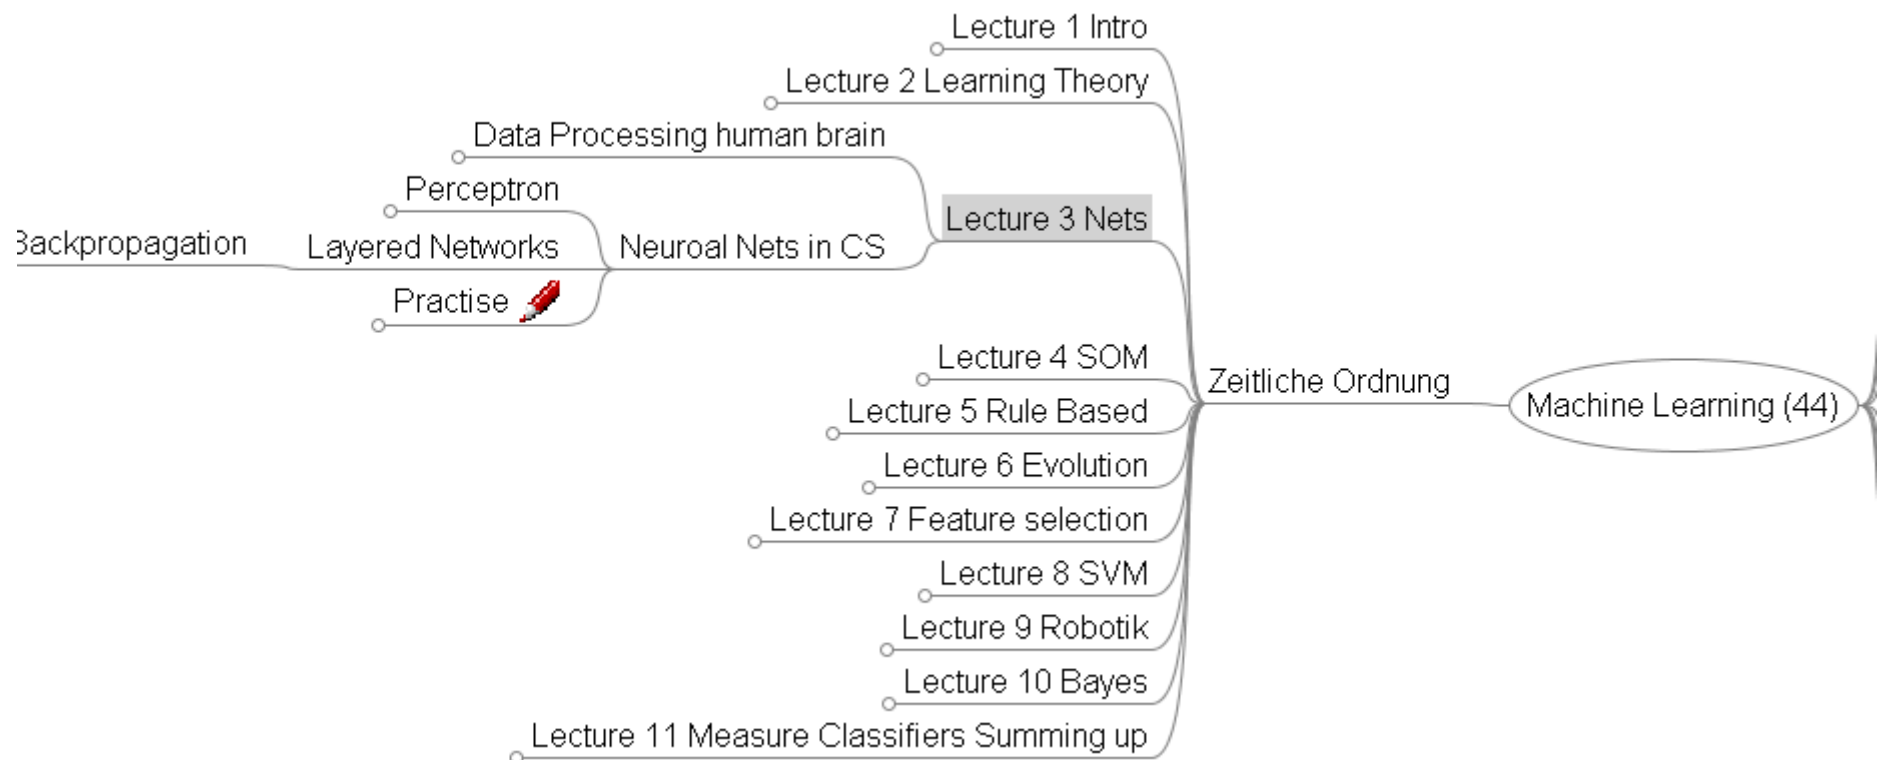 Lecture 1 Intro
Lecture 2 Learning Theory
Data Processing human brain
Perceptron
Lecture 3 Nets
Backpropagation
Layered Networks
Neuroal Nets in CS
Practise
Lecture 4 SOM
Zeitliche Ordnung
Machine Learning (44)
Lecture 5 Rule Based
Lecture 6 Evolution
Lecture 7 Feature selection
Lecture 8 SVM
Lecture 9 Robotik
Lecture 10 Bayes
Lecture 11 Measure Classifiers Summing up